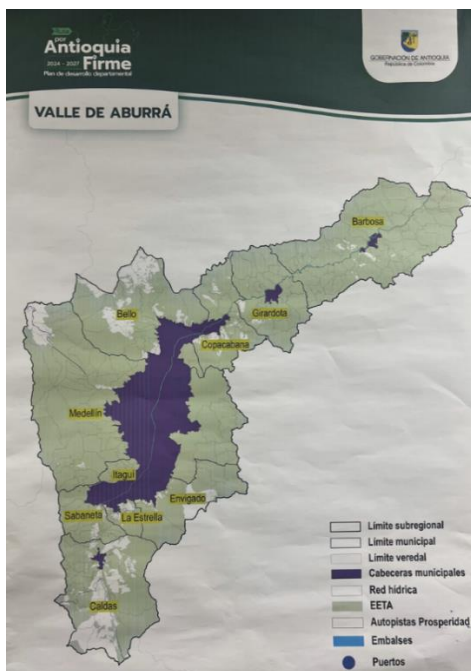 por
Antioquia
Firme
2024 - 2027
Plan de desarrollo departamental
GOBERNACIÓN DE ANTIOQUIA
República de Colombia
VALLE DE ABURRÁ
Barbosa
Bello
Girardota
Copacabana
Medellín
Itaguí
Envigado
Sabaneta
La Estrella
Caldas
Límite subregional
Límite municipal
Límite veredal
Cabeceras municipales
Red hídrica
EETA
Autopistas Prosperidad
Embalses
Puertos